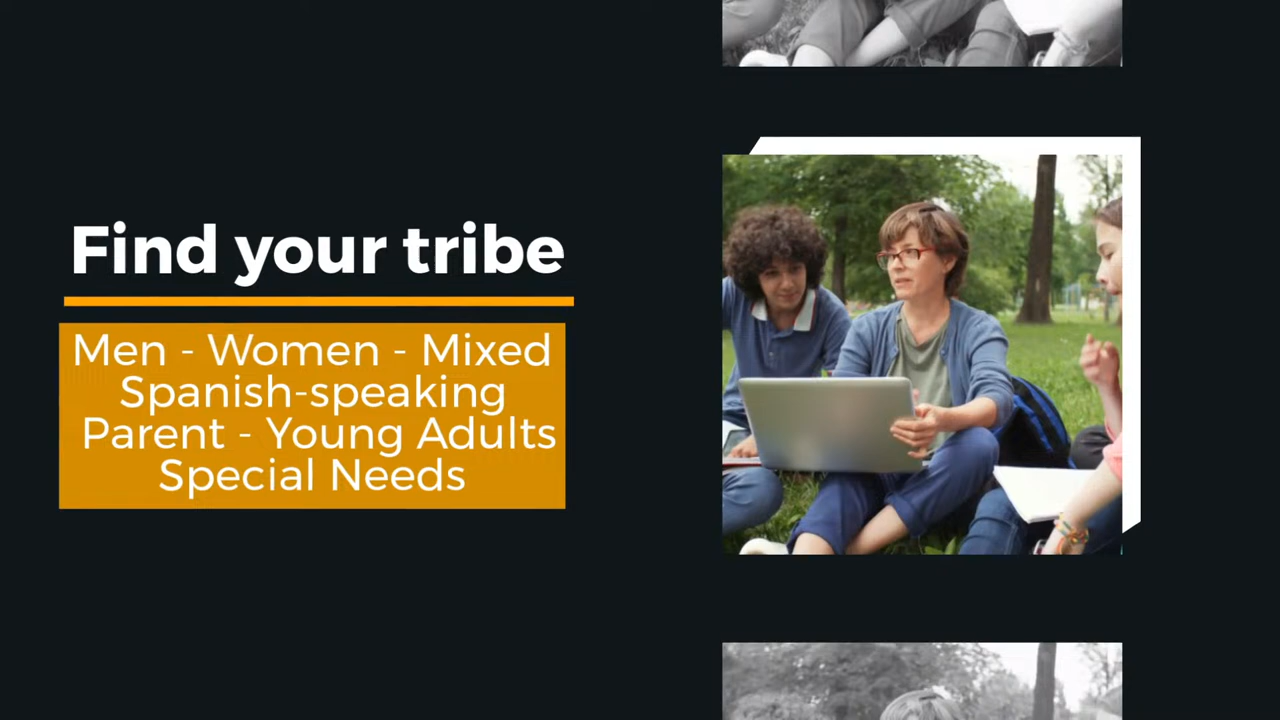 Find your tribe
Men - Women - Mixed
Spanish-speaking
Parent - Young Adults
Special Needs